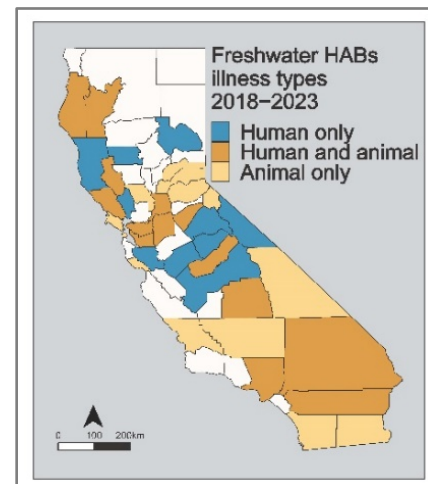 Freshwater HABs
illness types
2018–2023
Human only
Human and animal
Animal only
0 100 200km